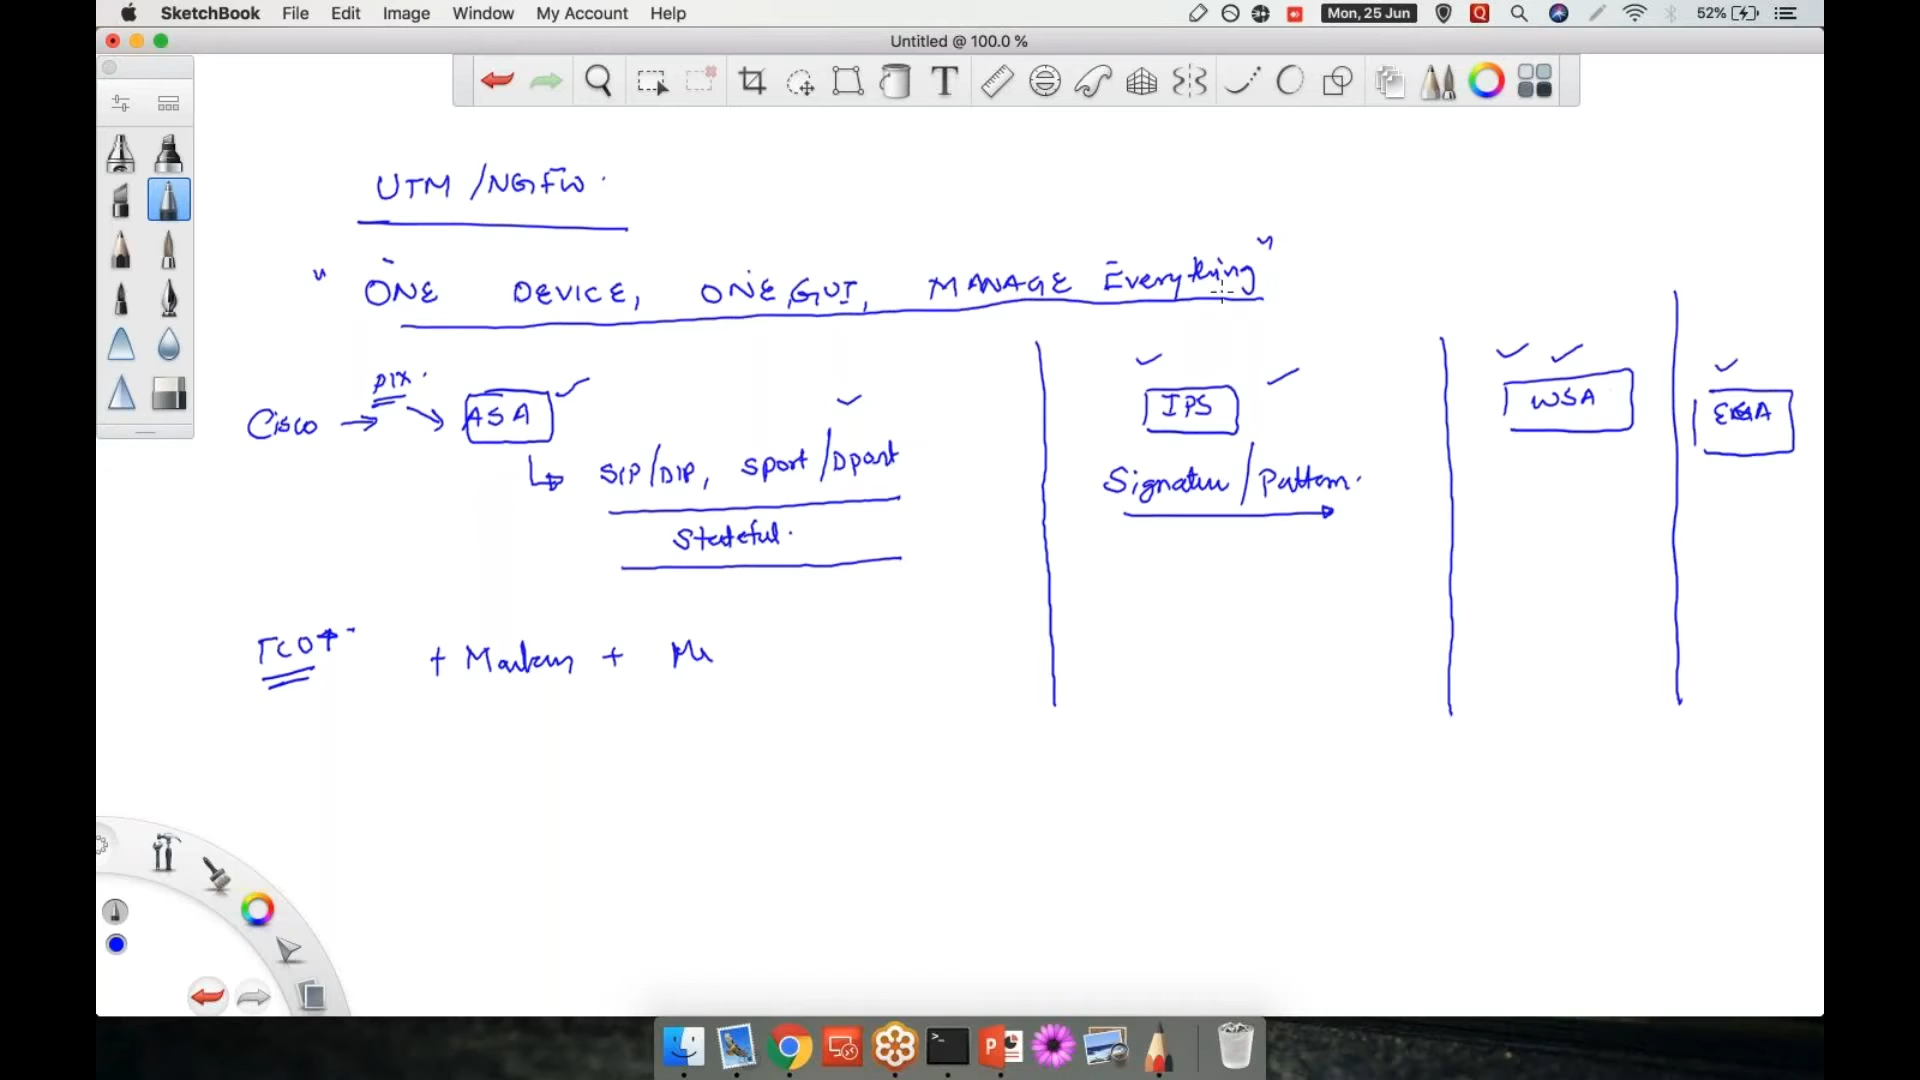 SketchBook File Edit Image Window My Account Help Mon, 25 Jun 52%
Untitled @ 100.0 %
UTM /NGFW.
" ONE DEVICE, ONE GUI, MANAGE Everything "
Cisco → PIX. ASA
IPS
WSA
ESA
SIP/DIP, Sport/Dport
Signature/Pattern.
Stateful.
TCO↑ + +